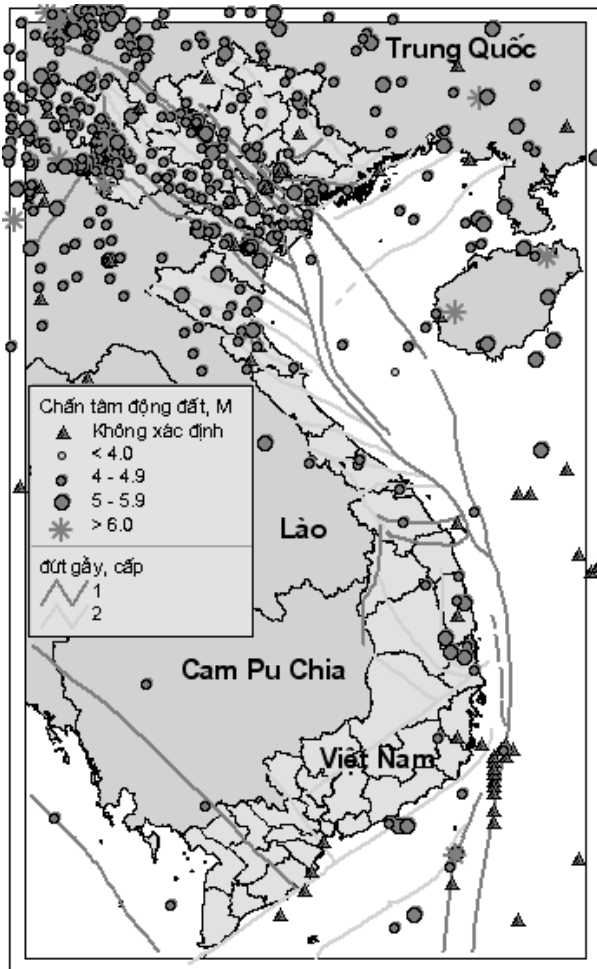 Trung Quốc
Chấn tâm động đất, M
Không xác định
< 4.0
4 - 4.9
5 - 5.9
> 6.0
đứt gẫy, cấp
1
2
Lào
Cam Pu Chia
Việt Nam